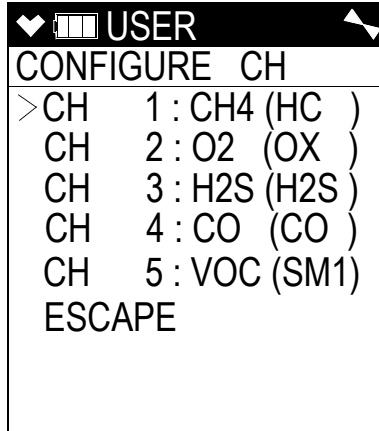 USER
CONFIGURE CH
>CH 1 : CH4 (HC )
CH 2 : O2 (OX )
CH 3 : H2S (H2S )
CH 4 : CO (CO )
CH 5 : VOC (SM1)
ESCAPE